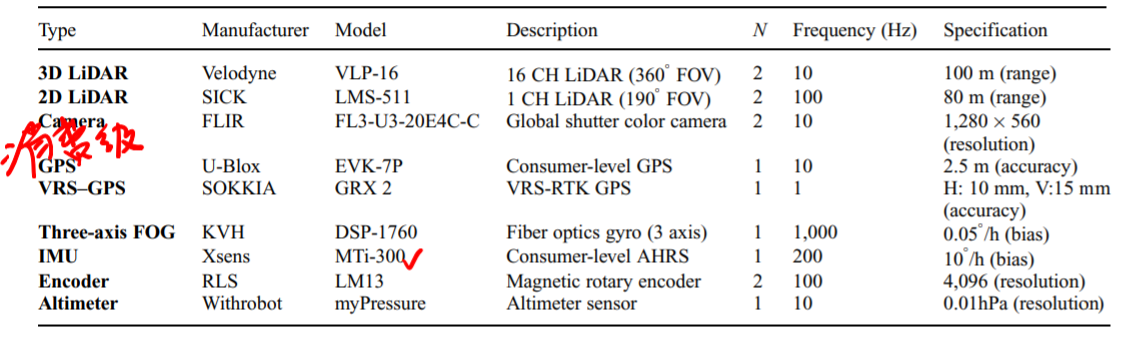 Type Manufacturer Model Description N Frequency (Hz) Specification
3D LiDAR Velodyne VLP-16 16 CH LiDAR (360° FOV) 2 10 100 m (range)
2D LiDAR SICK LMS-511 1 CH LiDAR (190° FOV) 2 100 80 m (range)
Camera FLIR FL3-U3-20E4C-C Global shutter color camera 2 10 1,280 × 560
(resolution)
消费级
GPS U-Blox EVK-7P Consumer-level GPS 1 10 2.5 m (accuracy)
VRS–GPS SOKKIA GRX 2 VRS-RTK GPS 1 1 H: 10 mm, V:15 mm
(accuracy)
Three-axis FOG KVH DSP-1760 Fiber optics gyro (3 axis) 1 1,000 0.05°/h (bias)
IMU Xsens MTi-300 Consumer-level AHRS 1 200 10°/h (bias)
Encoder RLS LM13 Magnetic rotary encoder 2 100 4,096 (resolution)
Altimeter Withrobot myPressure Altimeter sensor 1 10 0.01hPa (resolution)